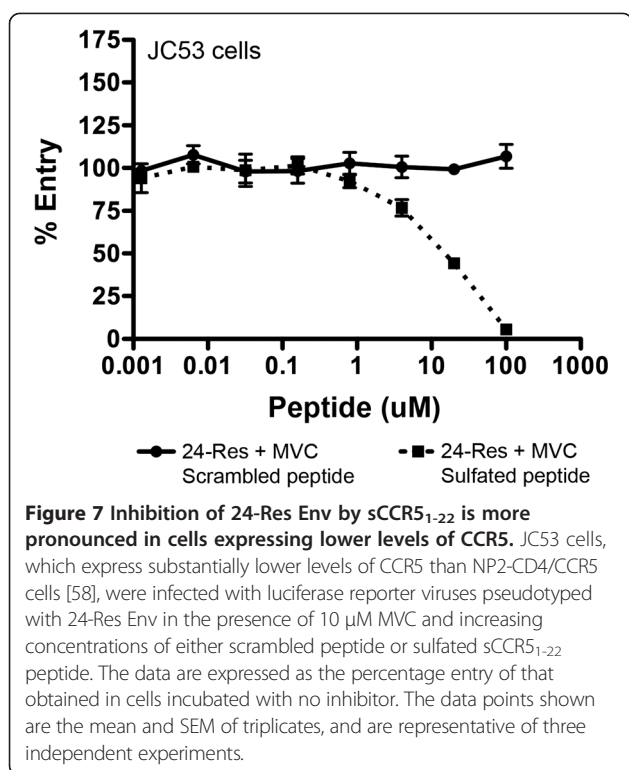 JC53 cells
175
150
125
100
75
50
25
0
% Entry
0.001 0.01 0.1 1 10 100 1000
Peptide (uM)
24-Res + MVC
Scrambled peptide
24-Res + MVC
Sulfated peptide
Figure 7 Inhibition of 24-Res Env by sCCR5₁₋₂₂ is more
pronounced in cells expressing lower levels of CCR5. JC53 cells,
which express substantially lower levels of CCR5 than NP2-CD4/CCR5
cells [58], were infected with luciferase reporter viruses pseudotyped
with 24-Res Env in the presence of 10 μM MVC and increasing
concentrations of either scrambled peptide or sulfated sCCR5₁₋₂₂
peptide. The data are expressed as the percentage entry of that
obtained in cells incubated with no inhibitor. The data points shown
are the mean and SEM of triplicates, and are representative of three
independent experiments.